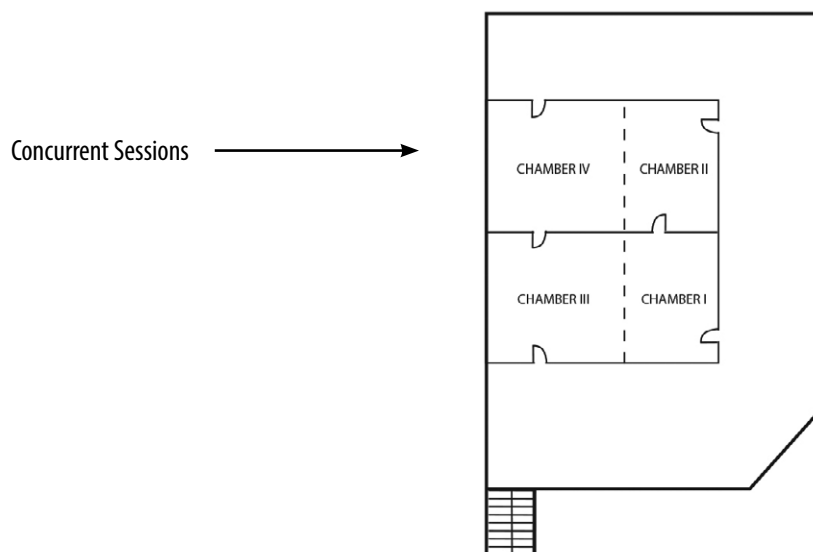 Concurrent Sessions
CHAMBER IV
CHAMBER II
CHAMBER III
CHAMBER I